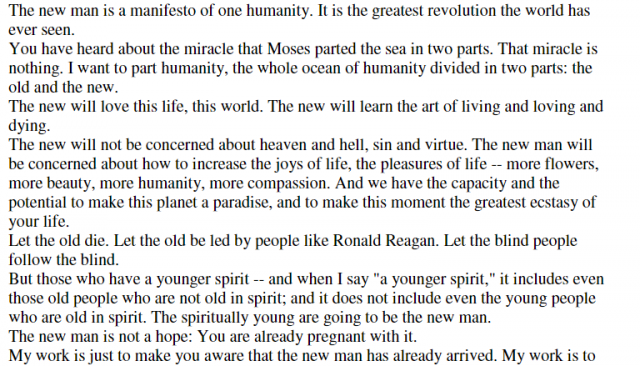 The new man is a manifesto of one humanity. It is the greatest revolution the world has
ever seen.
You have heard about the miracle that Moses parted the sea in two parts. That miracle is
nothing. I want to part humanity, the whole ocean of humanity divided in two parts: the
old and the new.
The new will love this life, this world. The new will learn the art of living and loving and
dying.
The new will not be concerned about heaven and hell, sin and virtue. The new man will
be concerned about how to increase the joys of life, the pleasures of life -- more flowers,
more beauty, more humanity, more compassion. And we have the capacity and the
potential to make this planet a paradise, and to make this moment the greatest ecstasy of
your life.
Let the old die. Let the old be led by people like Ronald Reagan. Let the blind people
follow the blind.
But those who have a younger spirit -- and when I say "a younger spirit," it includes even
those old people who are not old in spirit; and it does not include even the young people
who are old in spirit. The spiritually young are going to be the new man.
The new man is not a hope: You are already pregnant with it.
My work is just to make you aware that the new man has already arrived. My work is to